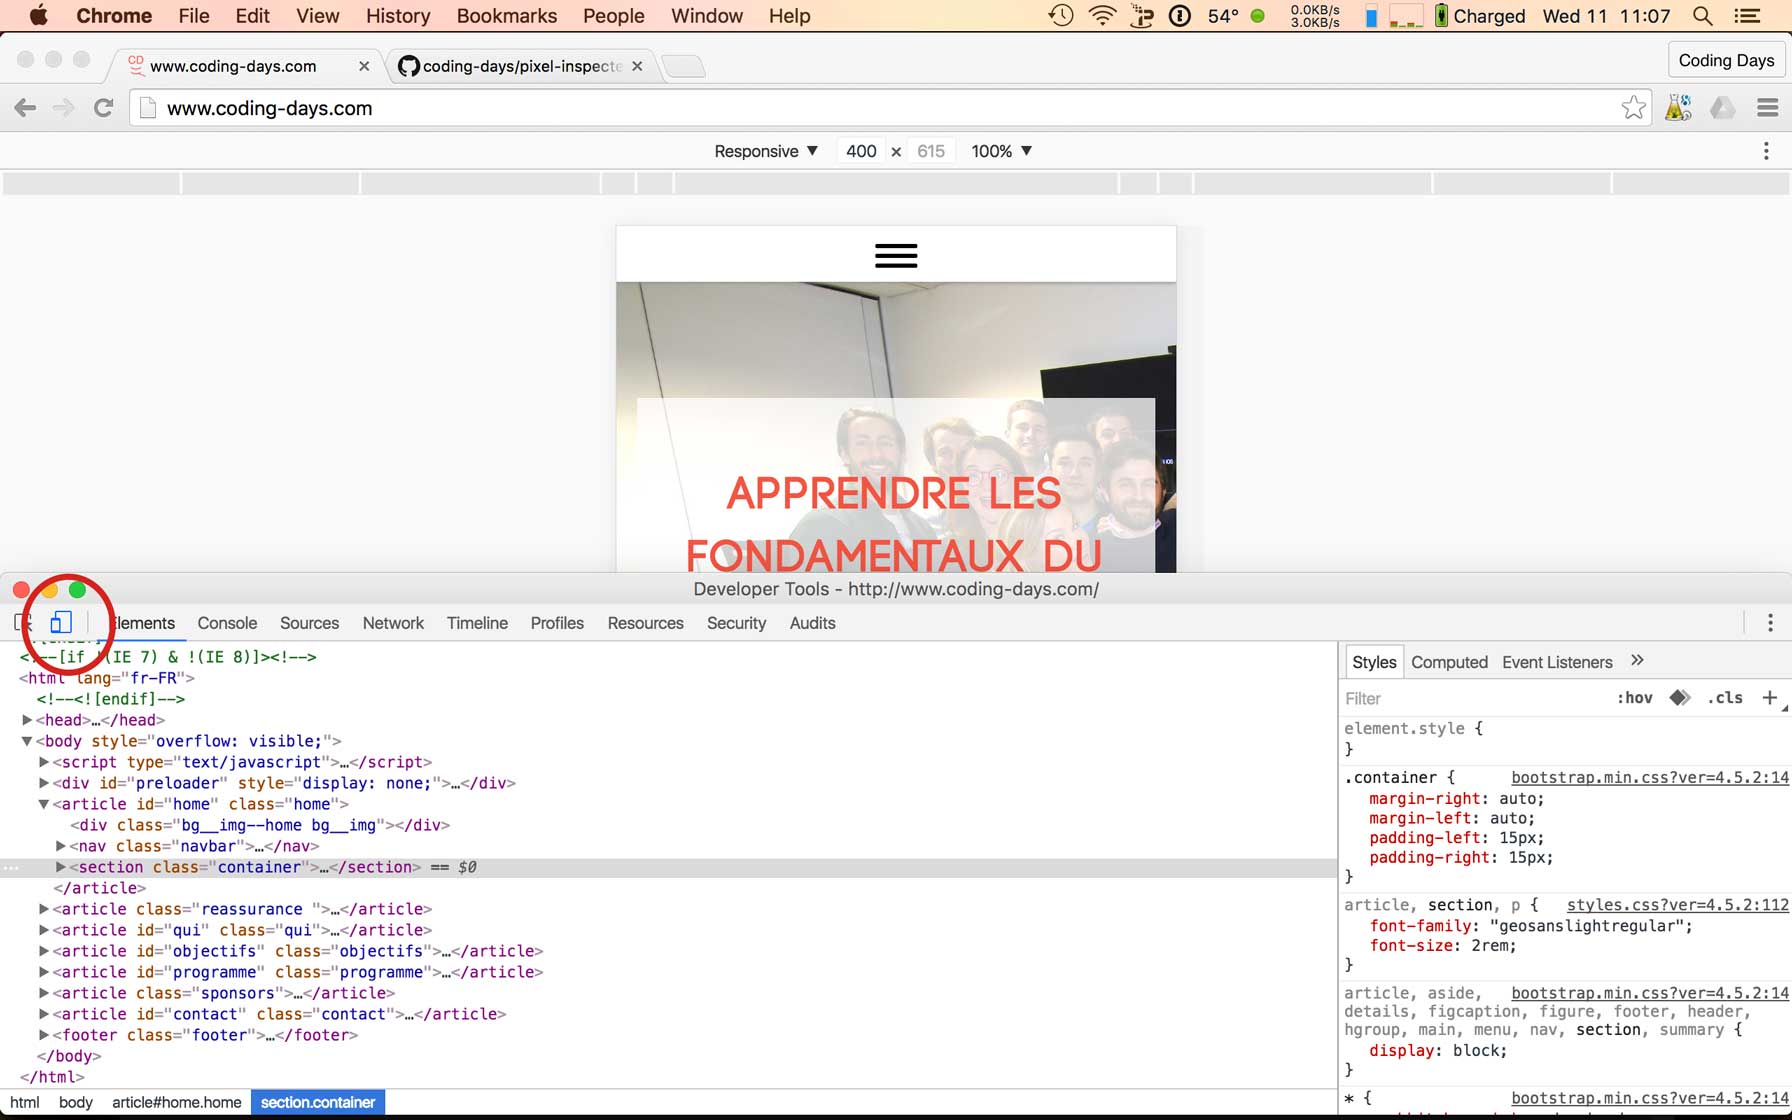 Chrome File Edit View History Bookmarks People Window Help 54° 0.0KB/s 3.0KB/s Charged Wed 11 11:07
CD www.coding-days.com × coding-days/pixel-inspecte × Coding Days
www.coding-days.com
Responsive ▼ 400 × 615 100% ▼
APPRENDRE LES
FONDAMENTAUX DU
Developer Tools - http://www.coding-days.com/
Elements Console Sources Network Timeline Profiles Resources Security Audits
<!--[if !(IE 7) & !(IE 8)]><!-->
<html lang="fr-FR">
<!--<![endif]-->
▶<head>…</head>
▼<body style="overflow: visible;">
▶<script type="text/javascript">…</script>
▶<div id="preloader" style="display: none;">…</div>
▼<article id="home" class="home">
<div class="bg__img--home bg__img"></div>
▶<nav class="navbar">…</nav>
… ▶<section class="container">…</section> == $0
</article>
▶<article class="reassurance ">…</article>
▶<article id="qui" class="qui">…</article>
▶<article id="objectifs" class="objectifs">…</article>
▶<article id="programme" class="programme">…</article>
▶<article class="sponsors">…</article>
▶<article id="contact" class="contact">…</article>
▶<footer class="footer">…</footer>
</body>
</html>
html body article#home.home section.container
Styles Computed Event Listeners »
Filter :hov .cls +
element.style {
}
.container { bootstrap.min.css?ver=4.5.2:14
margin-right: auto;
margin-left: auto;
padding-left: 15px;
padding-right: 15px;
}
article, section, p { styles.css?ver=4.5.2:112
font-family: "geosanslightregular";
font-size: 2rem;
}
article, aside, bootstrap.min.css?ver=4.5.2:14
details, figcaption, figure, footer, header,
hgroup, main, menu, nav, section, summary {
display: block;
}
* { bootstrap.min.css?ver=4.5.2:14